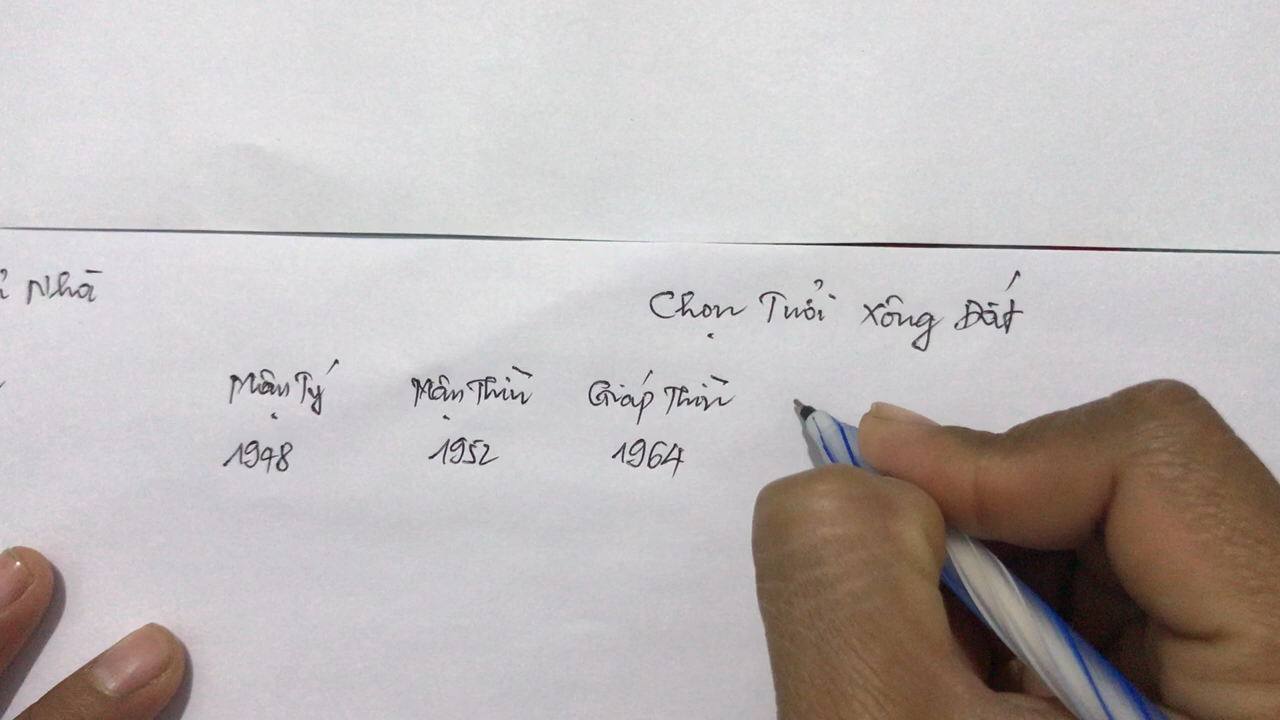 Nhà
Chọn Tuổi Xông Đất
Mậu Tý Mậu Thìn Giáp Thìn
1948 1952 1964